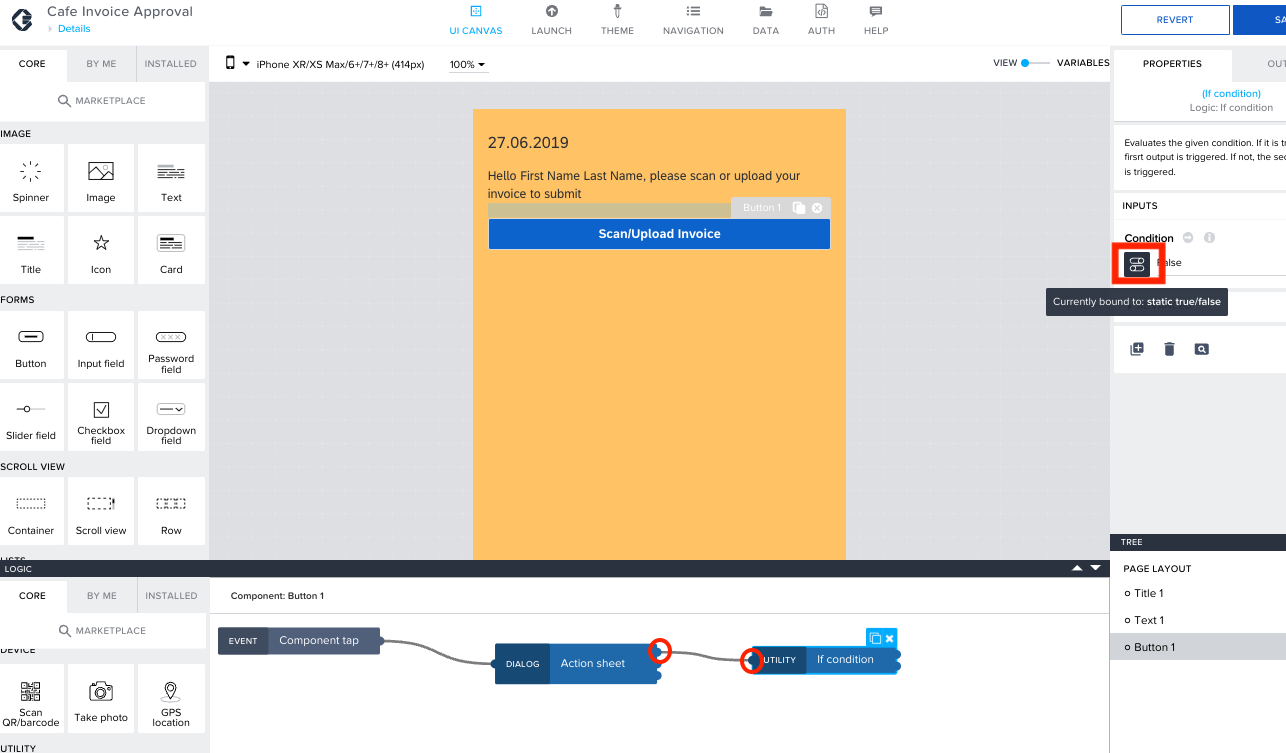 Cafe Invoice Approval
Details
UI CANVAS
LAUNCH
THEME
NAVIGATION
DATA
AUTH
HELP
REVERT
SA
CORE
BY ME
INSTALLED
iPhone XR/XS Max/6+/7+/8+ (414px)
100%
VIEW
VARIABLES
PROPERTIES
OU
MARKETPLACE
(If condition)
Logic: If condition
IMAGE
Spinner
Image
Text
Title
Icon
Card
FORMS
Button
Input field
Password
field
Slider field
Checkbox
field
Dropdown
field
SCROLL VIEW
Container
Scroll view
Row
LISTS
27.06.2019
Hello First Name Last Name, please scan or upload your
invoice to submit
Button 1
Scan/Upload Invoice
Evaluates the given condition. If it is tr
firsrt output is triggered. If not, the sec
is triggered.
INPUTS
Condition
False
Currently bound to: static true/false
TREE
PAGE LAYOUT
Title 1
Text 1
Button 1
LOGIC
CORE
BY ME
INSTALLED
Component: Button 1
MARKETPLACE
DEVICE
Scan
QR/barcode
Take photo
GPS
location
UTILITY
EVENT
Component tap
DIALOG
Action sheet
UTILITY
If condition